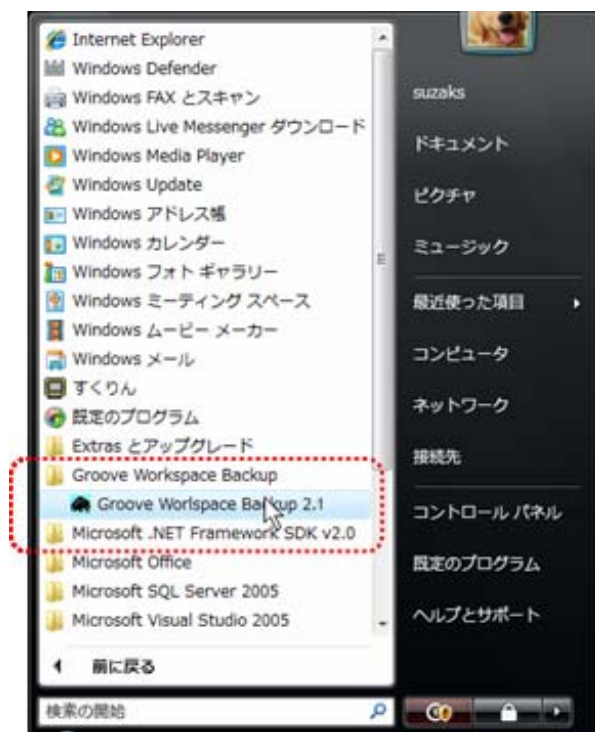 Internet Explorer
Windows Defender
Windows FAX とスキャン
Windows Live Messenger ダウンロード
Windows Media Player
Windows Update
Windows アドレス帳
Windows カレンダー
Windows フォト ギャラリー
Windows ミーティング スペース
Windows ムービー メーカー
Windows メール
すくりん
既定のプログラム
Extras とアップグレード
Groove Workspace Backup
Groove Worlspace Backup 2.1
Microsoft .NET Framework SDK v2.0
Microsoft Office
Microsoft SQL Server 2005
Microsoft Visual Studio 2005
前に戻る
検索の開始
suzaks
ドキュメント
ピクチャ
ミュージック
最近使った項目
コンピュータ
ネットワーク
接続先
コントロール パネル
既定のプログラム
ヘルプとサポート